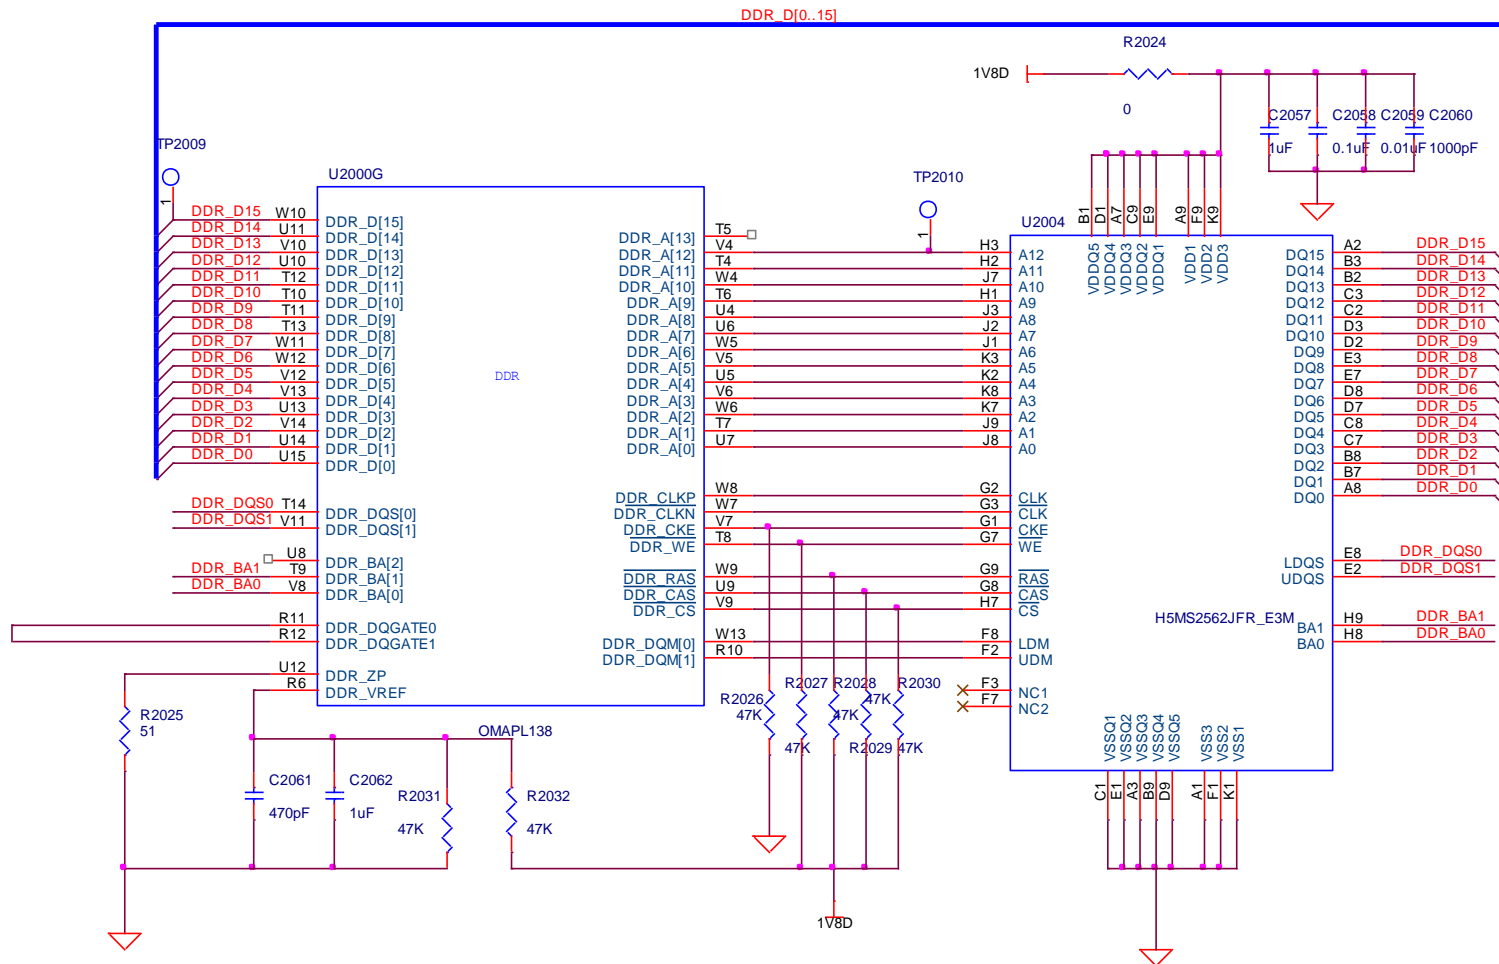 DDR_D[0..15]
R2024
1V8D
0
C2057
C2058
C2059
C2060
1uF
0.1uF
0.01uF
1000pF
TP2009
1
TP2010
1
U2000G
DDR
OMAPL138
DDR_D15 W10 DDR_D[15]
DDR_D14 U11 DDR_D[14]
DDR_D13 V10 DDR_D[13]
DDR_D12 U10 DDR_D[12]
DDR_D11 T12 DDR_D[11]
DDR_D10 T10 DDR_D[10]
DDR_D9 T11 DDR_D[9]
DDR_D8 T13 DDR_D[8]
DDR_D7 W11 DDR_D[7]
DDR_D6 W12 DDR_D[6]
DDR_D5 V12 DDR_D[5]
DDR_D4 V13 DDR_D[4]
DDR_D3 U13 DDR_D[3]
DDR_D2 V14 DDR_D[2]
DDR_D1 U14 DDR_D[1]
DDR_D0 U15 DDR_D[0]
DDR_DQS0 T14 DDR_DQS[0]
DDR_DQS1 V11 DDR_DQS[1]
U8 DDR_BA[2]
DDR_BA1 T9 DDR_BA[1]
DDR_BA0 V8 DDR_BA[0]
R11 DDR_DQGATE0
R12 DDR_DQGATE1
U12 DDR_ZP
R6 DDR_VREF
DDR_A[13] T5
DDR_A[12] V4
DDR_A[11] T4
DDR_A[10] W4
DDR_A[9] T6
DDR_A[8] U4
DDR_A[7] U6
DDR_A[6] W5
DDR_A[5] V5
DDR_A[4] U5
DDR_A[3] V6
DDR_A[2] W6
DDR_A[1] T7
DDR_A[0] U7
DDR_CLKP W8
DDR_CLKN W7
DDR_CKE V7
DDR_WE T8
DDR_RAS W9
DDR_CAS U9
DDR_CS V9
DDR_DQM[0] W13
DDR_DQM[1] R10
U2004
H5MS2562JFR_E3M
B1 VDDQ5
D1 VDDQ4
A7 VDDQ3
C9 VDDQ2
E9 VDDQ1
A9 VDD1
F9 VDD2
K9 VDD3
H3 A12
H2 A11
J7 A10
H1 A9
J3 A8
J2 A7
J1 A6
K3 A5
K2 A4
K8 A3
K7 A2
J9 A1
J8 A0
G2 CLK
G3 CLK
G1 CKE
G7 WE
G9 RAS
G8 CAS
H7 CS
F8 LDM
F2 UDM
F3 NC1
F7 NC2
DQ15 A2 DDR_D15
DQ14 B3 DDR_D14
DQ13 B2 DDR_D13
DQ12 C3 DDR_D12
DQ11 C2 DDR_D11
DQ10 D3 DDR_D10
DQ9 D2 DDR_D9
DQ8 E3 DDR_D8
DQ7 E7 DDR_D7
DQ6 D8 DDR_D6
DQ5 D7 DDR_D5
DQ4 C8 DDR_D4
DQ3 C7 DDR_D3
DQ2 B8 DDR_D2
DQ1 B7 DDR_D1
DQ0 A8 DDR_D0
LDQS E8 DDR_DQS0
UDQS E2 DDR_DQS1
BA1 H9 DDR_BA1
BA0 H8 DDR_BA0
VSSQ1 C1
VSSQ2 E1
VSSQ3 A3
VSSQ4 B9
VSSQ5 D9
VSS3 A1
VSS2 F1
VSS1 K1
R2025
51
C2061
470pF
C2062
1uF
R2031
47K
R2032
47K
R2026
47K
R2027
47K
R2028
47K
R2029
47K
R2030
47K
1V8D